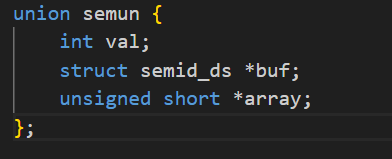 union semun {
    int val;
    struct semid_ds *buf;
    unsigned short *array;
};